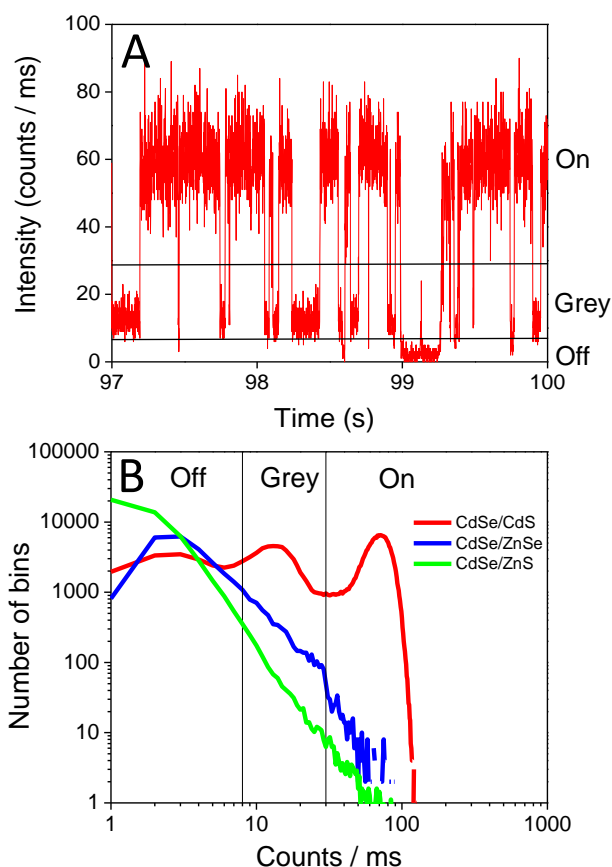 A
Intensity (counts / ms)
100
80
60
40
20
0
On
Grey
Off
97
98
99
100
Time (s)
B
Number of bins
100000
10000
1000
100
10
1
Off
Grey
On
CdSe/CdS
CdSe/ZnSe
CdSe/ZnS
1
10
100
1000
Counts / ms